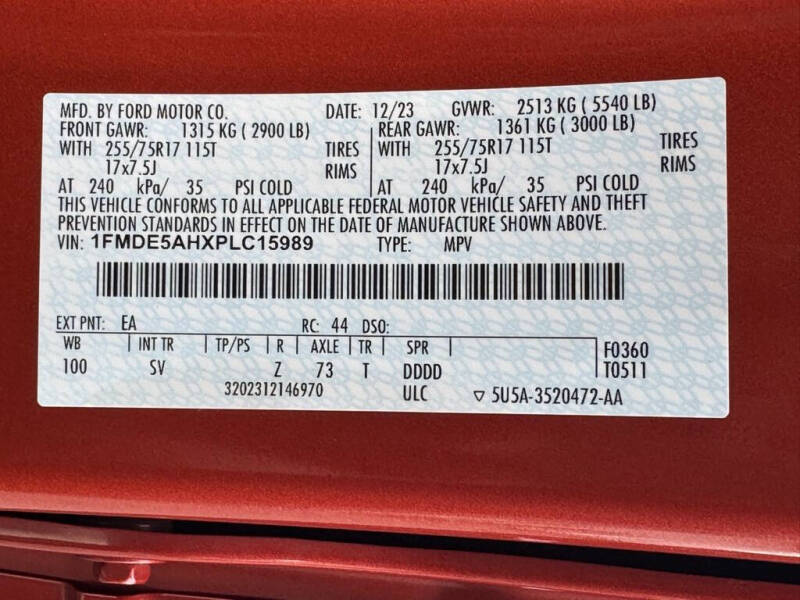 MFD. BY FORD MOTOR CO. DATE: 12/23 GVWR: 2513 KG ( 5540 LB)
FRONT GAWR: 1315 KG ( 2900 LB) REAR GAWR: 1361 KG ( 3000 LB)
WITH 255/75R17 115T TIRES WITH 255/75R17 115T TIRES
17x7.5J RIMS 17x7.5J RIMS
AT 240 kPa/ 35 PSI COLD AT 240 kPa/ 35 PSI COLD
THIS VEHICLE CONFORMS TO ALL APPLICABLE FEDERAL MOTOR VEHICLE SAFETY AND THEFT
PREVENTION STANDARDS IN EFFECT ON THE DATE OF MANUFACTURE SHOWN ABOVE.
VIN: 1FMDE5AHXPLC15989 TYPE: MPV
EXT PNT: EA RC: 44 DSO:
WB INT TR TP/PS R AXLE TR SPR F0360
100 SV Z 73 T DDDD T0511
3202312146970 ULC ▽ 5U5A-3520472-AA